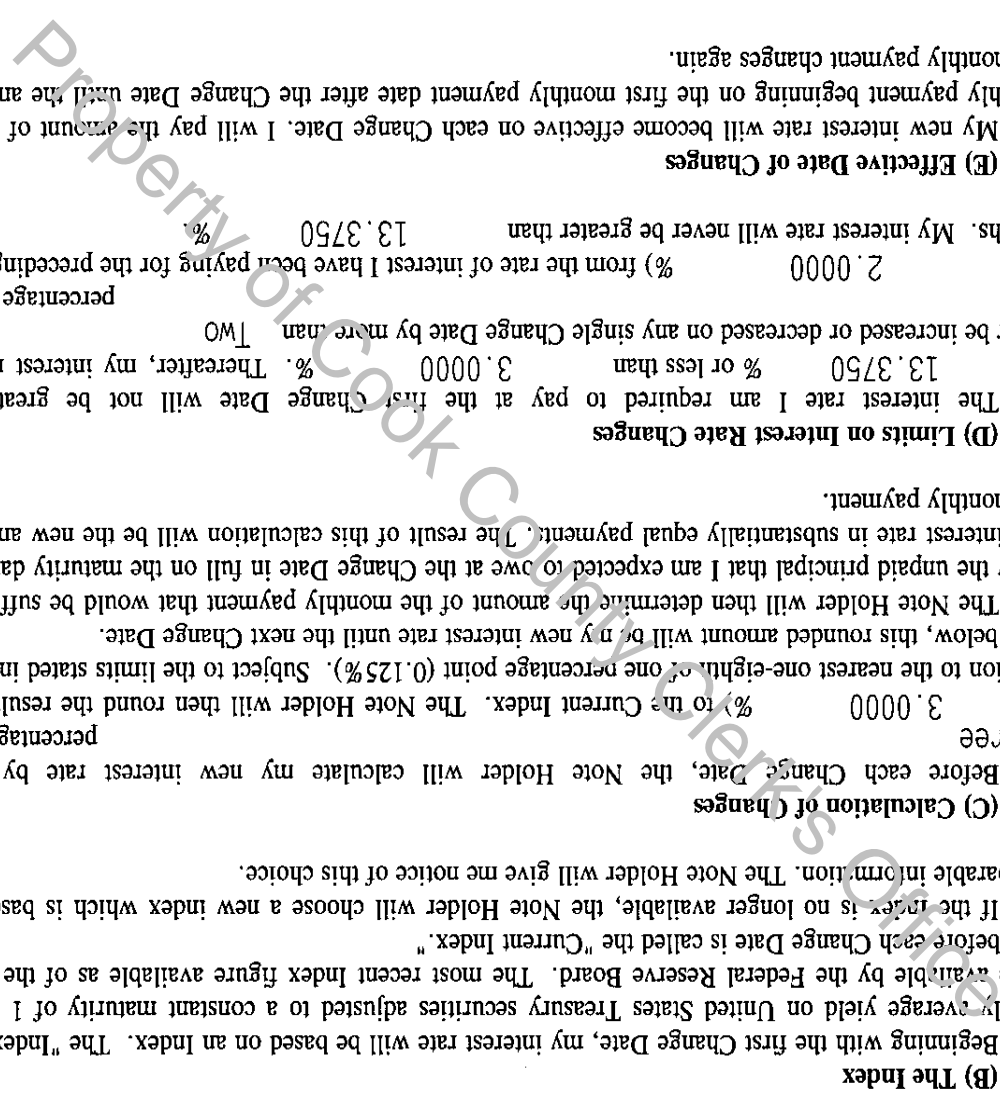 (B) The Index
Beginning with the first Change Date, my interest rate will be based on an Index. The "Index
ly average yield on United States Treasury securities adjusted to a constant maturity of 1
available by the Federal Reserve Board. The most recent Index figure available as of the
before each Change Date is called the "Current Index."
If the index is no longer available, the Note Holder will choose a new index which is base
parable information. The Note Holder will give me notice of this choice.
(C) Calculation of Changes
Before each Change Date, the Note Holder will calculate my new interest rate by
ree percentag
3.0000 %) to the Current Index. The Note Holder will then round the resul
ion to the nearest one-eighth of one percentage point (0.125%). Subject to the limits stated in
below, this rounded amount will be my new interest rate until the next Change Date.
The Note Holder will then determine the amount of the monthly payment that would be suff
the unpaid principal that I am expected to owe at the Change Date in full on the maturity da
interest rate in substantially equal payments. The result of this calculation will be the new am
onthly payment.
(D) Limits on Interest Rate Changes
The interest rate I am required to pay at the first Change Date will not be great
13.3750 % or less than 3.0000 %. Thereafter, my interest r
be increased or decreased on any single Change Date by more than Two
percentage
2.0000 %) from the rate of interest I have been paying for the preceding
hs. My interest rate will never be greater than 13.3750 %.
(E) Effective Date of Changes
My new interest rate will become effective on each Change Date. I will pay the amount of
hly payment beginning on the first monthly payment date after the Change Date until the am
onthly payment changes again.
Property of Cook County Clerk's Office